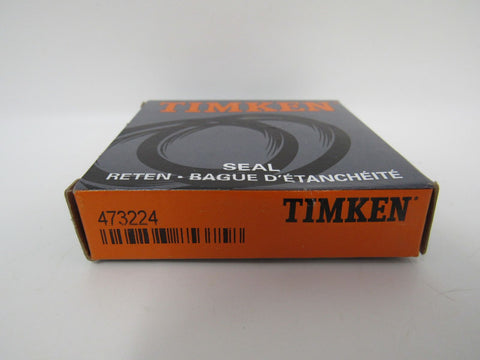 TIMKEN
SEAL
RETEN • BAGUE D'ÉTANCHÉITÉ
473224
TIMKEN®